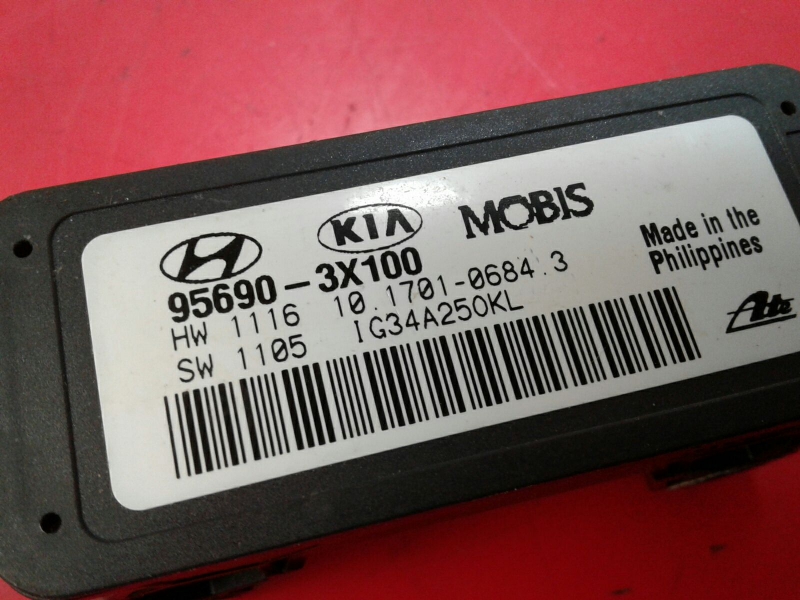 KIA MOBIS
95690-3X100
Made in the
Philippines
HW 1116 10.1701-0684.3
SW 1105 IG34A250KL
Ate